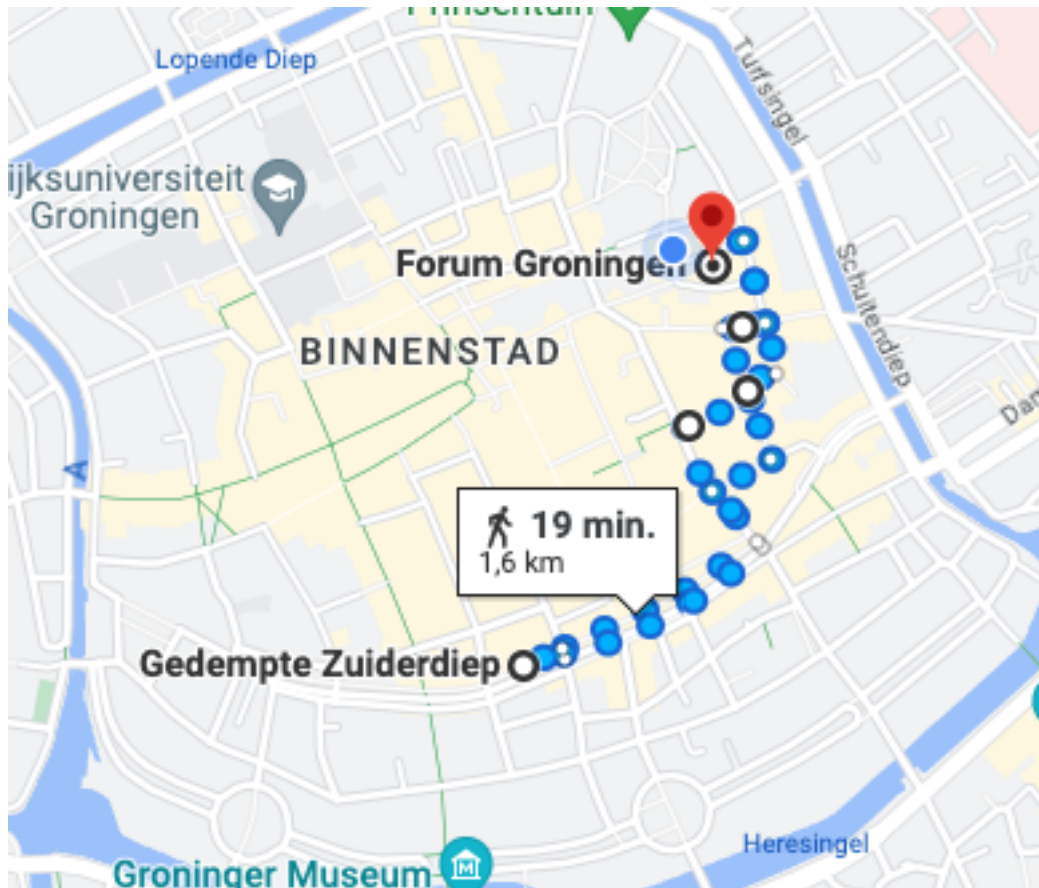 Prinsentuin
Lopende Diep
Turfsingel
ijksuniversiteit
Groningen
Schuitendiep
Forum Groningen
BINNENSTAD
Dam
A
19 min.
1,6 km
Gedempte Zuiderdiep
Heresingel
Groninger Museum
M